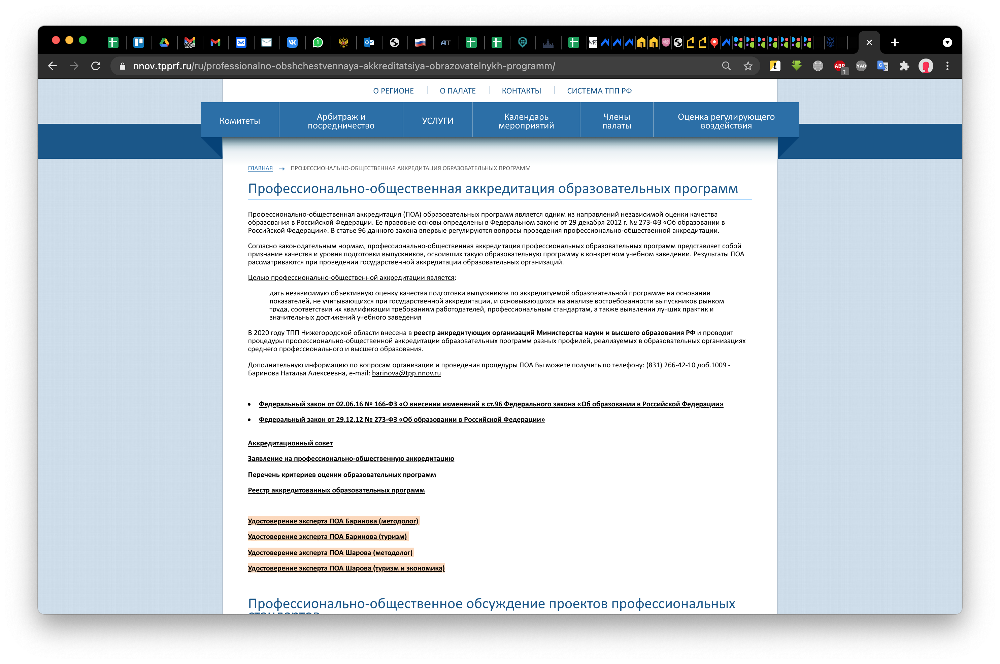 100+
1
AT
MRF
nnov.tpprf.ru/ru/professionalno-obshchestvennaya-akkreditatsiya-obrazovatelnykh-programm/
ABP
1
YAB
О РЕГИОНЕ
О ПАЛАТЕ
КОНТАКТЫ
СИСТЕМА ТПП РФ
Комитеты
Арбитраж и
посредничество
УСЛУГИ
Календарь
мероприятий
Члены
палаты
Оценка регулирующего
воздействия
ГЛАВНАЯ → ПРОФЕССИОНАЛЬНО-ОБЩЕСТВЕННАЯ АККРЕДИТАЦИЯ ОБРАЗОВАТЕЛЬНЫХ ПРОГРАММ
Профессионально-общественная аккредитация образовательных программ
Профессионально-общественная аккредитация (ПОА) образовательных программ является одним из направлений независимой оценки качества
образования в Российской Федерации. Ее правовые основы определены в Федеральном законе от 29 декабря 2012 г. № 273-ФЗ «Об образовании в
Российской Федерации». В статье 96 данного закона впервые регулируются вопросы проведения профессионально-общественной аккредитации.
Согласно законодательным нормам, профессионально-общественная аккредитация профессиональных образовательных программ представляет собой
признание качества и уровня подготовки выпускников, освоивших такую образовательную программу в конкретном учебном заведении. Результаты ПОА
рассматриваются при проведении государственной аккредитации образовательных организаций.
Целью профессионально-общественной аккредитации является:
дать независимую объективную оценку качества подготовки выпускников по аккредитуемой образовательной программе на основании
показателей, не учитывающихся при государственной аккредитации, и основывающихся на анализе востребованности выпускников рынком
труда, соответствия их квалификации требованиям работодателей, профессиональным стандартам, а также выявлении лучших практик и
значительных достижений учебного заведения
В 2020 году ТПП Нижегородской области внесена в реестр аккредитующих организаций Министерства науки и высшего образования РФ и проводит
процедуры профессионально-общественной аккредитации образовательных программ разных профилей, реализуемых в образовательных организациях
среднего профессионального и высшего образования.
Дополнительную информацию по вопросам организации и проведения процедуры ПОА Вы можете получить по телефону: (831) 266-42-10 доб.1009 -
Баринова Наталья Алексеевна, e-mail: barinova@tpp.nnov.ru
• Федеральный закон от 02.06.16 № 166-ФЗ «О внесении изменений в ст.96 Федерального закона «Об образовании в Российской Федерации»
• Федеральный закон от 29.12.12 № 273-ФЗ «Об образовании в Российской Федерации»
Аккредитационный совет
Заявление на профессионально-общественную аккредитацию
Перечень критериев оценки образовательных программ
Реестр аккредитованных образовательных программ
Удостоверение эксперта ПОА Баринова (методолог)
Удостоверение эксперта ПОА Баринова (туризм)
Удостоверение эксперта ПОА Шарова (методолог)
Удостоверение эксперта ПОА Шарова (туризм и экономика)
Профессионально-общественное обсуждение проектов профессиональных
стандартов